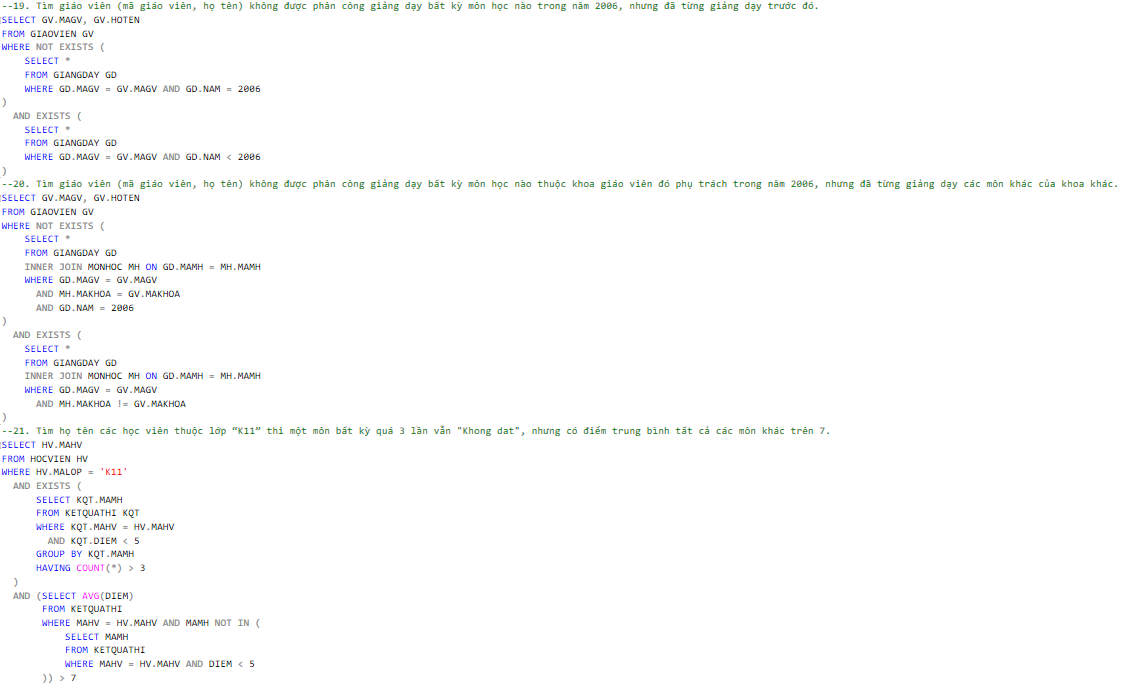 --19. Tìm giáo viên (mã giáo viên, họ tên) không được phân công giảng dạy bất kỳ môn học nào trong năm 2006, nhưng đã từng giảng dạy trước đó.
SELECT GV.MAGV, GV.HOTEN
FROM GIAOVIEN GV
WHERE NOT EXISTS (
    SELECT *
    FROM GIANGDAY GD
    WHERE GD.MAGV = GV.MAGV AND GD.NAM = 2006
)
  AND EXISTS (
    SELECT *
    FROM GIANGDAY GD
    WHERE GD.MAGV = GV.MAGV AND GD.NAM < 2006
)
--20. Tìm giáo viên (mã giáo viên, họ tên) không được phân công giảng dạy bất kỳ môn học nào thuộc khoa giáo viên đó phụ trách trong năm 2006, nhưng đã từng giảng dạy các môn khác của khoa khác.
SELECT GV.MAGV, GV.HOTEN
FROM GIAOVIEN GV
WHERE NOT EXISTS (
    SELECT *
    FROM GIANGDAY GD
    INNER JOIN MONHOC MH ON GD.MAMH = MH.MAMH
    WHERE GD.MAGV = GV.MAGV
      AND MH.MAKHOA = GV.MAKHOA
      AND GD.NAM = 2006
)
  AND EXISTS (
    SELECT *
    FROM GIANGDAY GD
    INNER JOIN MONHOC MH ON GD.MAMH = MH.MAMH
    WHERE GD.MAGV = GV.MAGV
      AND MH.MAKHOA != GV.MAKHOA
)
--21. Tìm họ tên các học viên thuộc lớp “K11” thi một môn bất kỳ quá 3 lần vẫn "Khong dat", nhưng có điểm trung bình tất cả các môn khác trên 7.
SELECT HV.MAHV
FROM HOCVIEN HV
WHERE HV.MALOP = 'K11'
  AND EXISTS (
      SELECT KQT.MAMH
      FROM KETQUATHI KQT
      WHERE KQT.MAHV = HV.MAHV
        AND KQT.DIEM < 5
      GROUP BY KQT.MAMH
      HAVING COUNT(*) > 3
  )
  AND (SELECT AVG(DIEM)
       FROM KETQUATHI
       WHERE MAHV = HV.MAHV AND MAMH NOT IN (
           SELECT MAMH
           FROM KETQUATHI
           WHERE MAHV = HV.MAHV AND DIEM < 5
       )) > 7